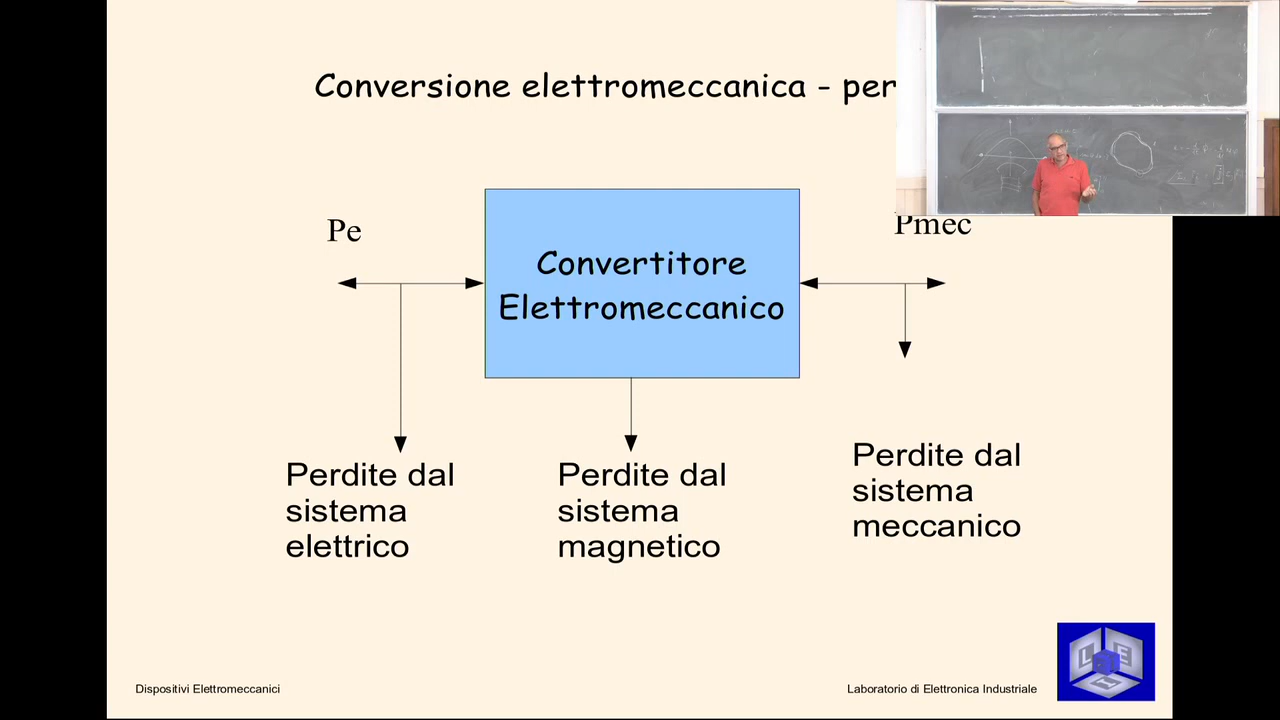 Conversione elettromeccanica - per
Pe
Pmec
Convertitore
Elettromeccanico
Perdite dal
sistema
elettrico
Perdite dal
sistema
magnetico
Perdite dal
sistema
meccanico
Dispositivi Elettromeccanici
Laboratorio di Elettronica Industriale
L E I